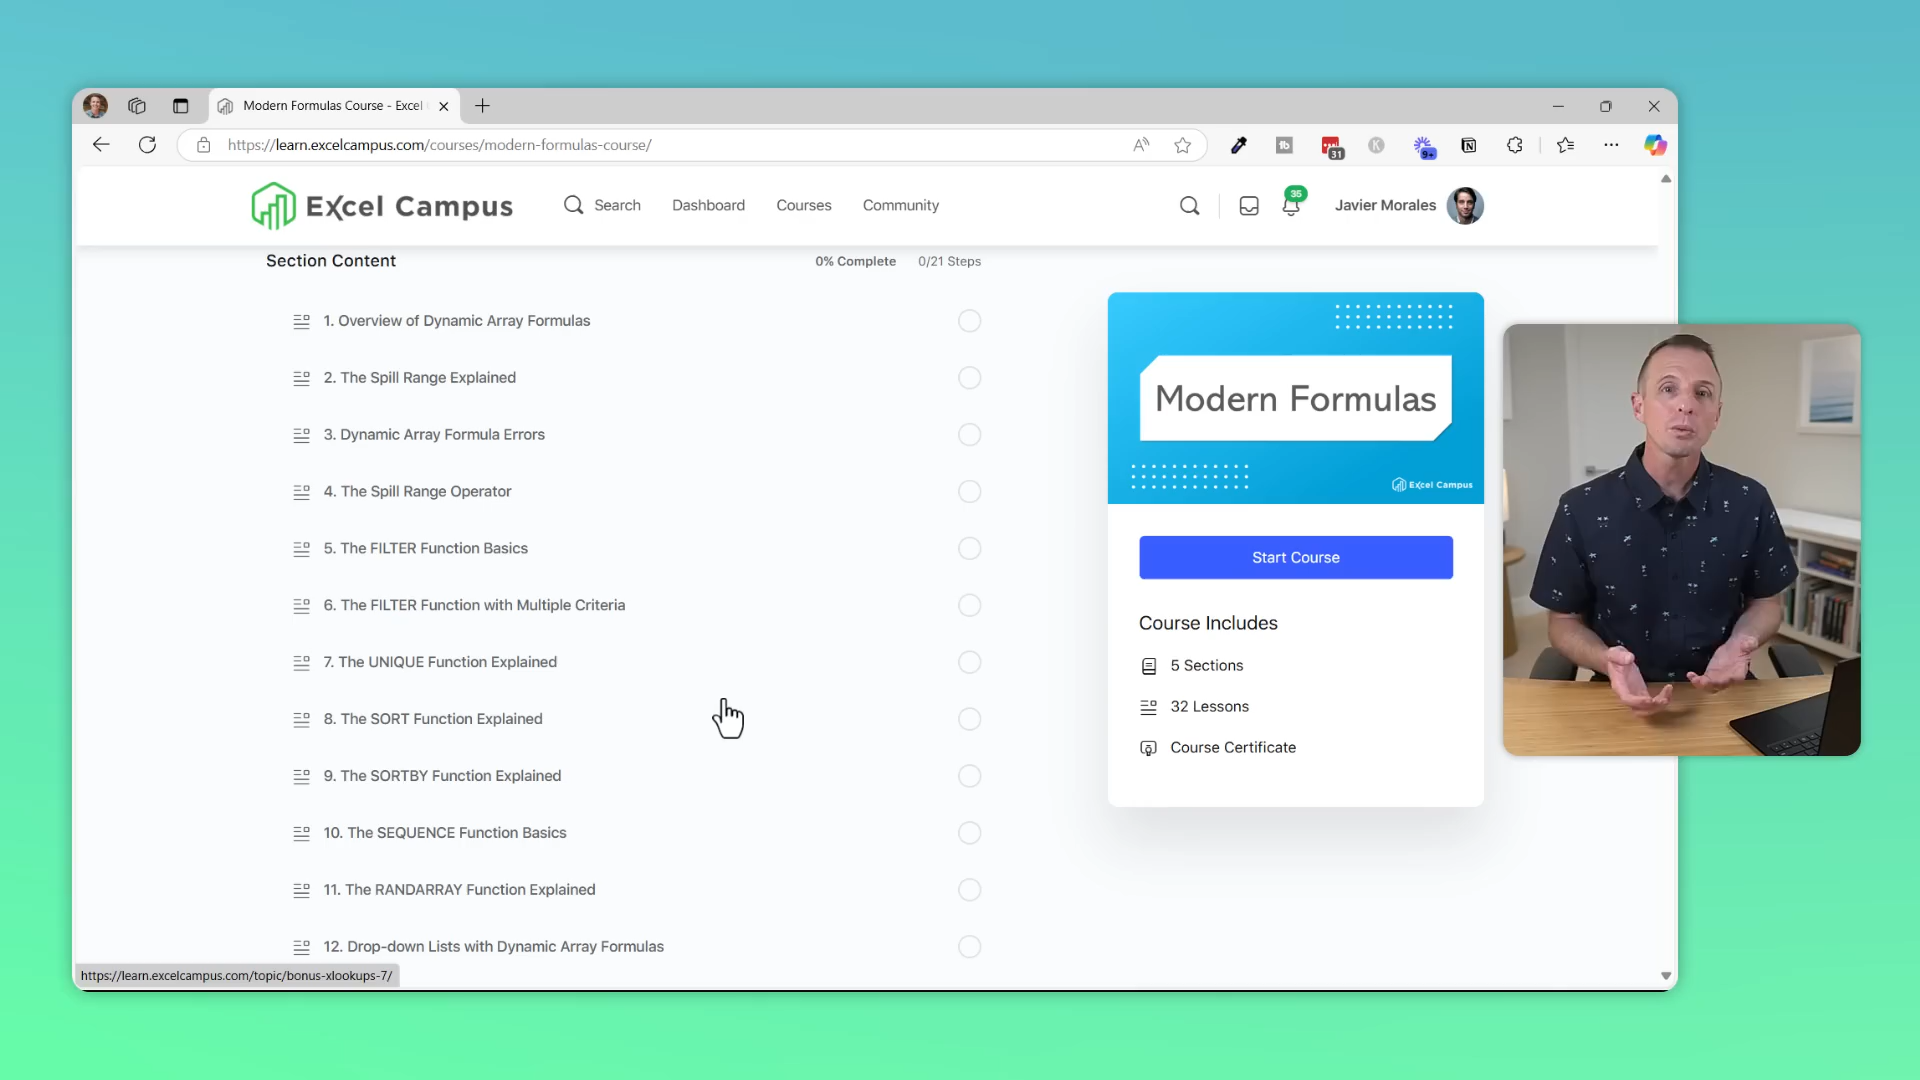 Modern Formulas Course - Excel
https://learn.excelcampus.com/courses/modern-formulas-course/
31
9+
Excel Campus
Search
Dashboard
Courses
Community
35
Javier Morales
Section Content
0% Complete
0/21 Steps
1. Overview of Dynamic Array Formulas
2. The Spill Range Explained
3. Dynamic Array Formula Errors
4. The Spill Range Operator
5. The FILTER Function Basics
6. The FILTER Function with Multiple Criteria
7. The UNIQUE Function Explained
8. The SORT Function Explained
9. The SORTBY Function Explained
10. The SEQUENCE Function Basics
11. The RANDARRAY Function Explained
12. Drop-down Lists with Dynamic Array Formulas
Modern Formulas
Excel Campus
Start Course
Course Includes
5 Sections
32 Lessons
Course Certificate
https://learn.excelcampus.com/topic/bonus-xlookups-7/